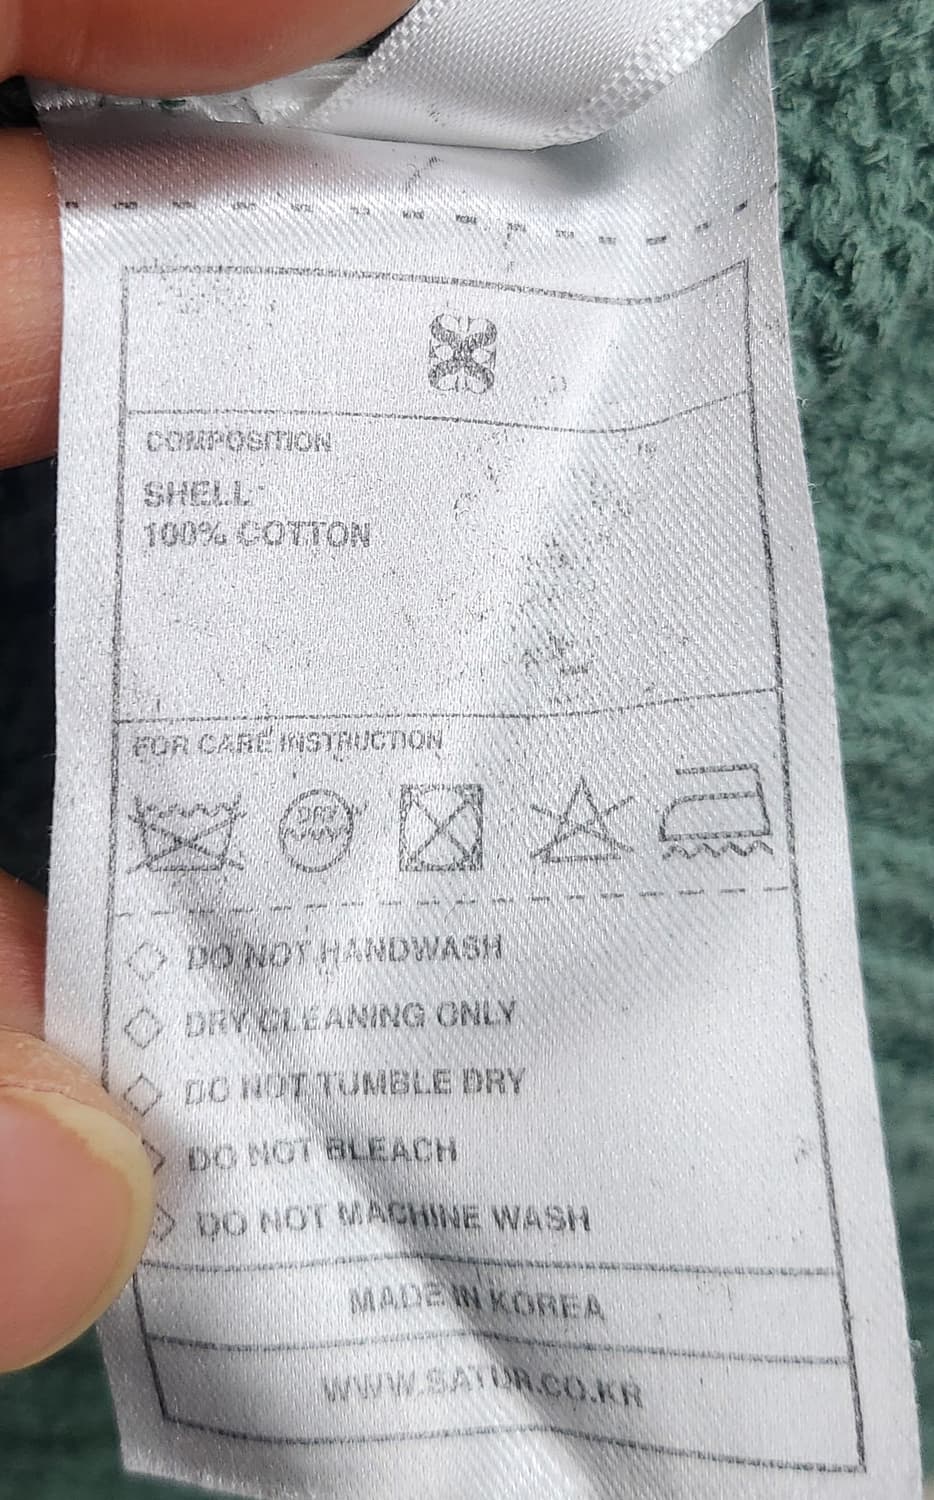 COMPOSITION
SHELL
100% COTTON
FOR CARE INSTRUCTION
DRY
DO NOT HANDWASH
DRY CLEANING ONLY
DO NOT TUMBLE DRY
DO NOT BLEACH
DO NOT MACHINE WASH
MADE IN KOREA
WWW.SATUR.CO.KR